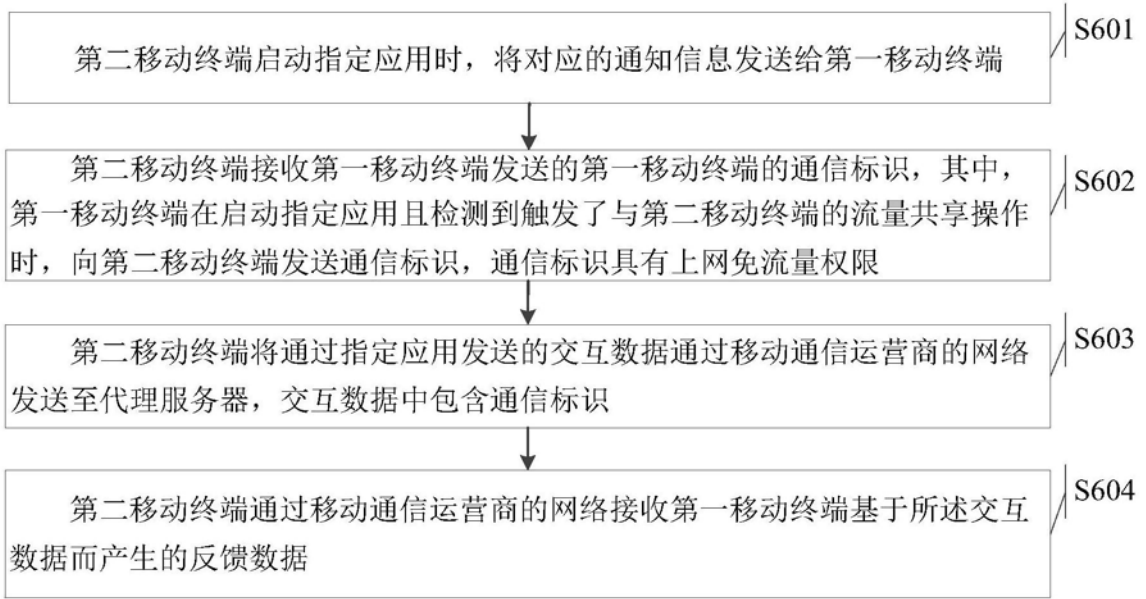 第二移动终端启动指定应用时，将对应的通知信息发送给第一移动终端
S601
第二移动终端接收第一移动终端发送的第一移动终端的通信标识，其中，
第一移动终端在启动指定应用且检测到触发了与第二移动终端的流量共享操作
时，向第二移动终端发送通信标识，通信标识具有上网免流量权限
S602
第二移动终端将通过指定应用发送的交互数据通过移动通信运营商的网络
发送至代理服务器，交互数据中包含通信标识
S603
第二移动终端通过移动通信运营商的网络接收第一移动终端基于所述交互
数据而产生的反馈数据
S604